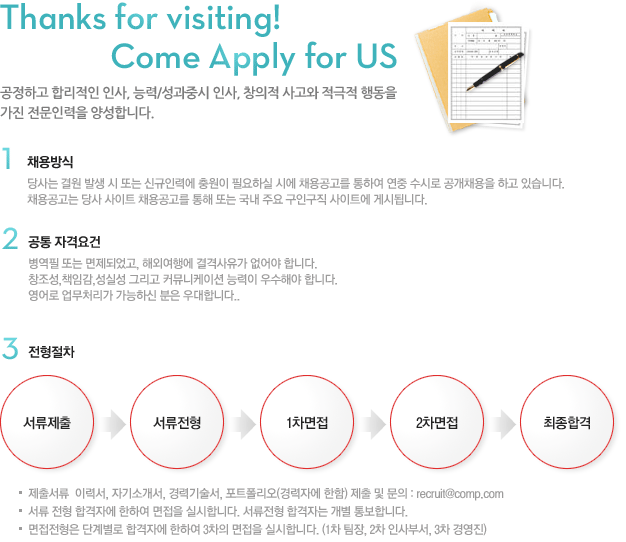 Thanks for visiting!
Come Apply for US
공정하고 합리적인 인사, 능력/성과중시 인사, 창의적 사고와 적극적 행동을
가진 전문인력을 양성합니다.
1 채용방식
당사는 결원 발생 시 또는 신규인력에 충원이 필요하실 시에 채용공고를 통하여 연중 수시로 공개채용을 하고 있습니다.
채용공고는 당사 사이트 채용공고를 통해 또는 국내 주요 구인구직 사이트에 게시됩니다.
2 공통 자격요건
병역필 또는 면제되었고, 해외여행에 결격사유가 없어야 합니다.
창조성,책임감,성실성 그리고 커뮤니케이션 능력이 우수해야 합니다.
영어로 업무처리가 가능하신 분은 우대합니다..
3 전형절차
서류제출 서류전형 1차면접 2차면접 최종합격
▪ 제출서류 이력서, 자기소개서, 경력기술서, 포트폴리오(경력자에 한함) 제출 및 문의 : recruit@comp,com
▪ 서류 전형 합격자에 한하여 면접을 실시합니다. 서류전형 합격자는 개별 통보합니다.
▪ 면접전형은 단계별로 합격자에 한하여 3차의 면접을 실시합니다. (1차 팀장, 2차 인사부서, 3차 경영진)